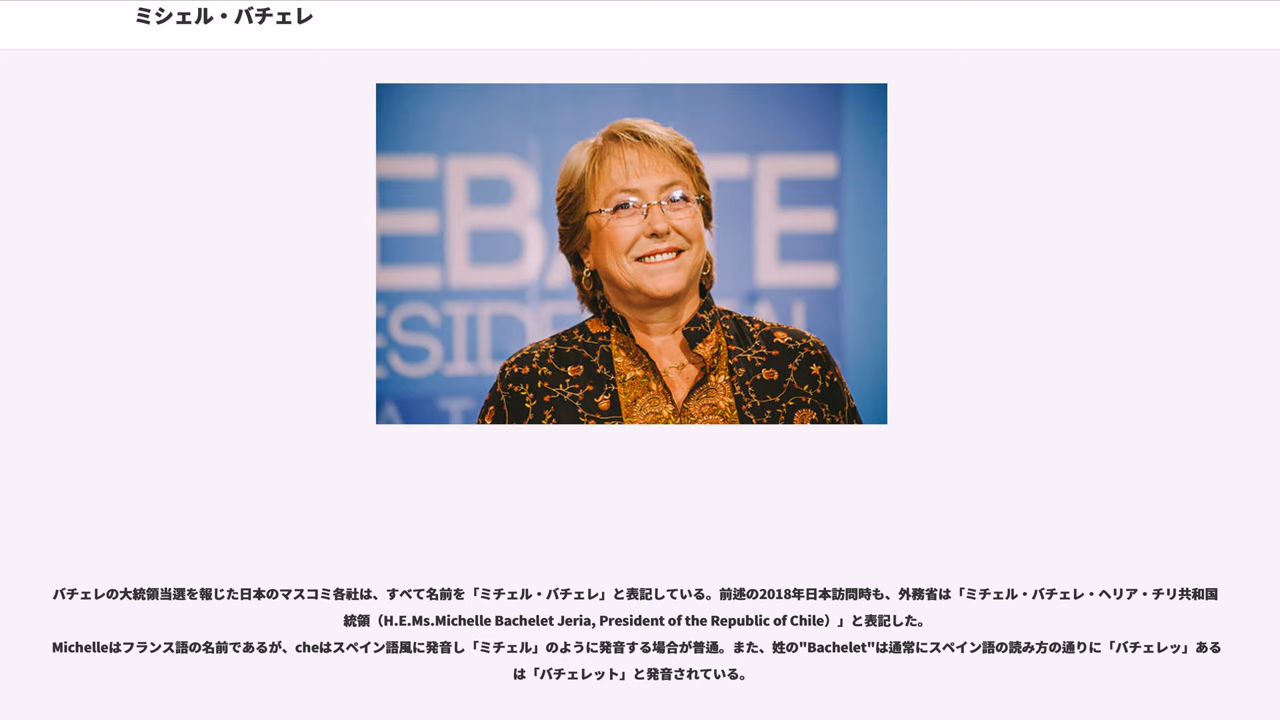 ミシェル・バチェレ
EBATE
ESIDE
A T
バチェレの大統領当選を報じた日本のマスコミ各社は、すべて名前を「ミチェル・バチェレ」と表記している。前述の2018年日本訪問時も、外務省は「ミチェル・バチェレ・ヘリア・チリ共和国
統領（H.E.Ms.Michelle Bachelet Jeria, President of the Republic of Chile）」と表記した。
Michelleはフランス語の名前であるが、cheはスペイン語風に発音し「ミチェル」のように発音する場合が普通。また、姓の"Bachelet"は通常にスペイン語の読み方の通りに「バチェレッ」ある
は「バチェレット」と発音されている。